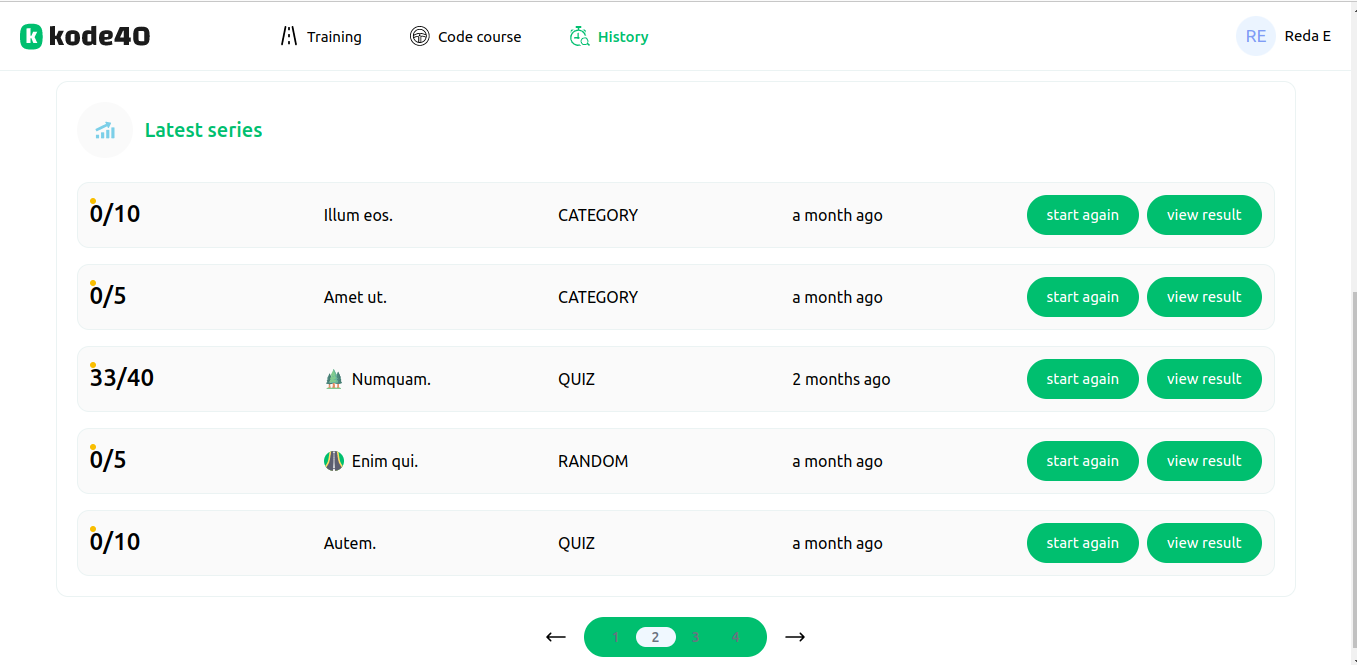 k kode40 Training Code course History RE Reda E
Latest series
0/10 Illum eos. CATEGORY a month ago start again view result
0/5 Amet ut. CATEGORY a month ago start again view result
33/40 Numquam. QUIZ 2 months ago start again view result
0/5 Enim qui. RANDOM a month ago start again view result
0/10 Autem. QUIZ a month ago start again view result
← 1 2 3 4 →